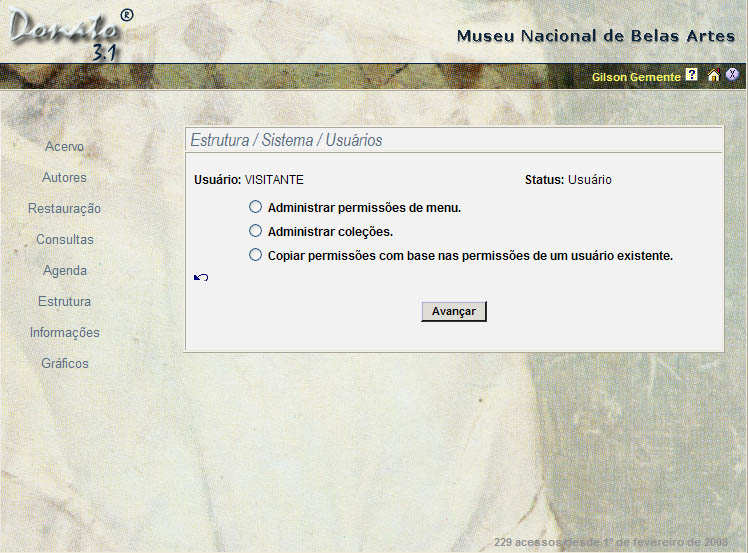 Donato ®
3.1
Museu Nacional de Belas Artes
Gilson Gemente ? X
Estrutura / Sistema / Usuários
Acervo
Autores
Restauração
Consultas
Agenda
Estrutura
Informações
Gráficos
Usuário: VISITANTE Status: Usuário
Administrar permissões de menu.
Administrar coleções.
Copiar permissões com base nas permissões de um usuário existente.
Avançar
229 acessos desde 1º de fevereiro de 2008